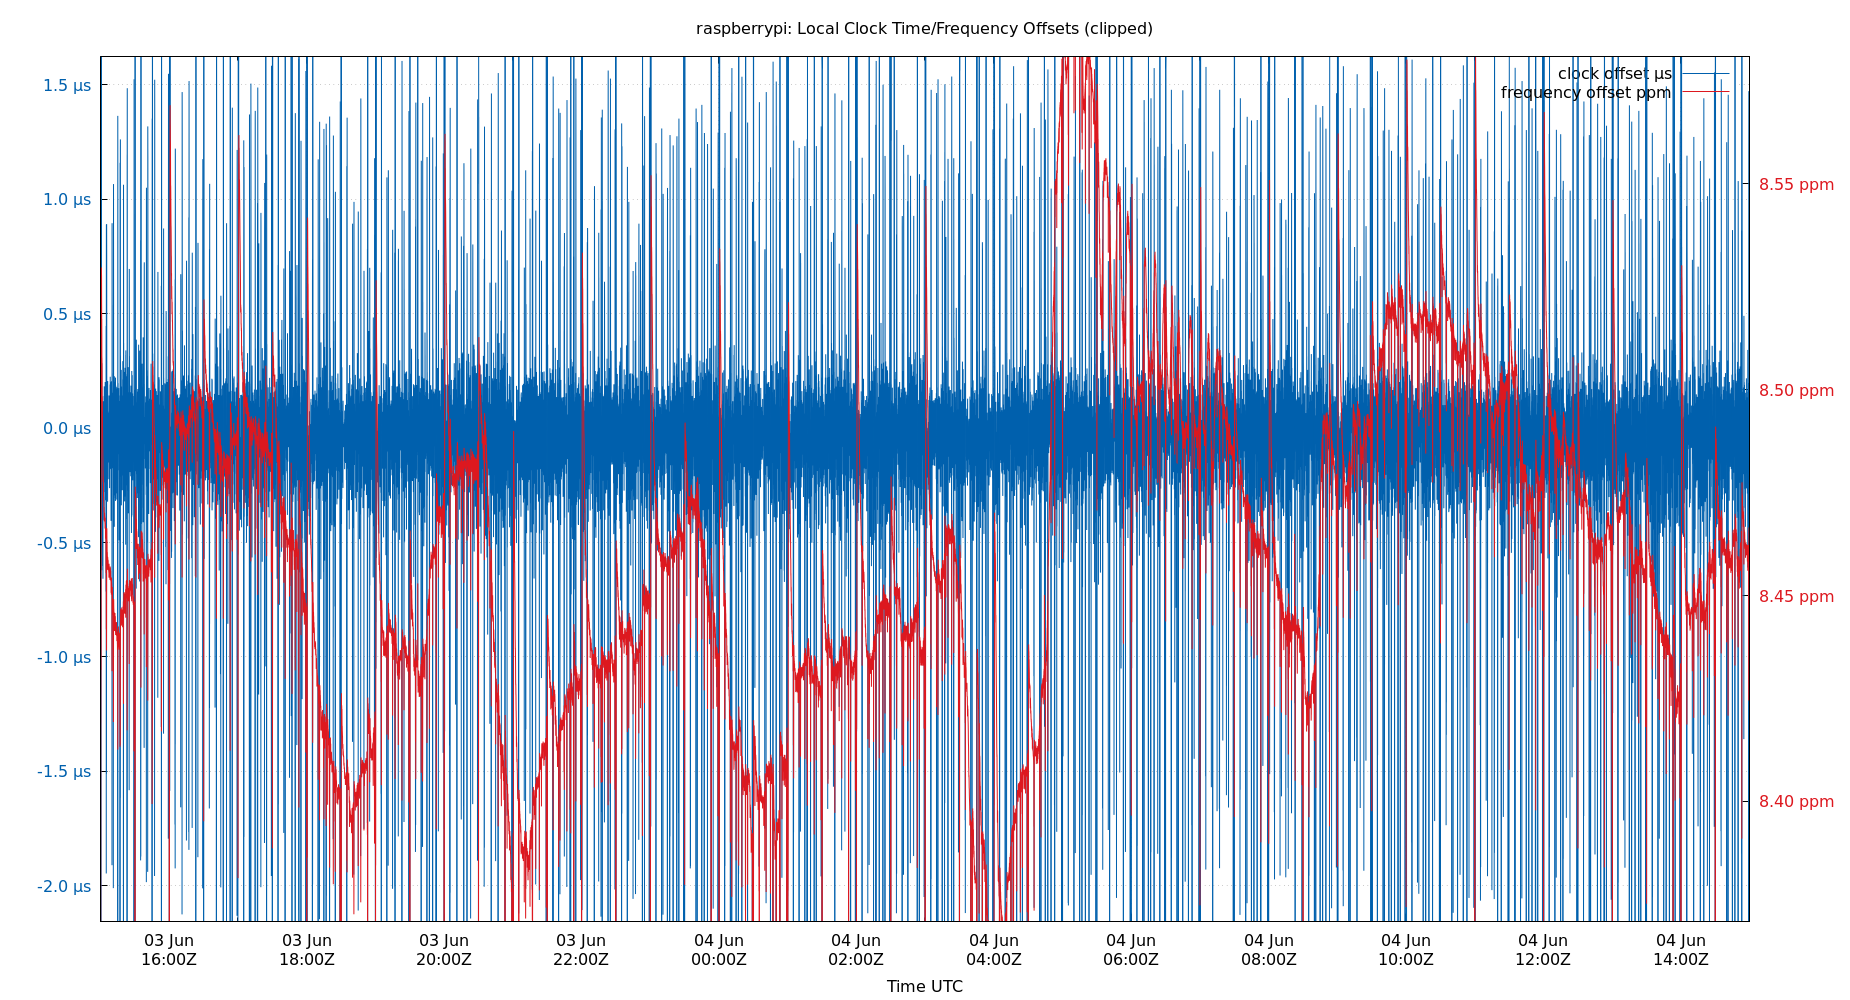 raspberrypi: Local Clock Time/Frequency Offsets (clipped)
clock offset µs
frequency offset ppm
1.5 µs
1.0 µs
0.5 µs
0.0 µs
-0.5 µs
-1.0 µs
-1.5 µs
-2.0 µs
8.55 ppm
8.50 ppm
8.45 ppm
8.40 ppm
03 Jun 03 Jun 03 Jun 03 Jun 04 Jun 04 Jun 04 Jun 04 Jun 04 Jun 04 Jun 04 Jun 04 Jun
16:00Z 18:00Z 20:00Z 22:00Z 00:00Z 02:00Z 04:00Z 06:00Z 08:00Z 10:00Z 12:00Z 14:00Z
Time UTC